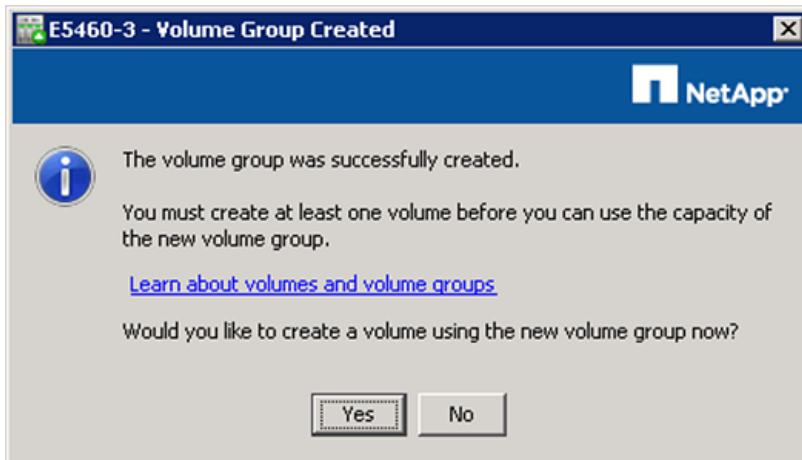 E5460-3 - Volume Group Created
NetApp
The volume group was successfully created.
You must create at least one volume before you can use the capacity of
the new volume group.
Learn about volumes and volume groups
Would you like to create a volume using the new volume group now?
Yes No